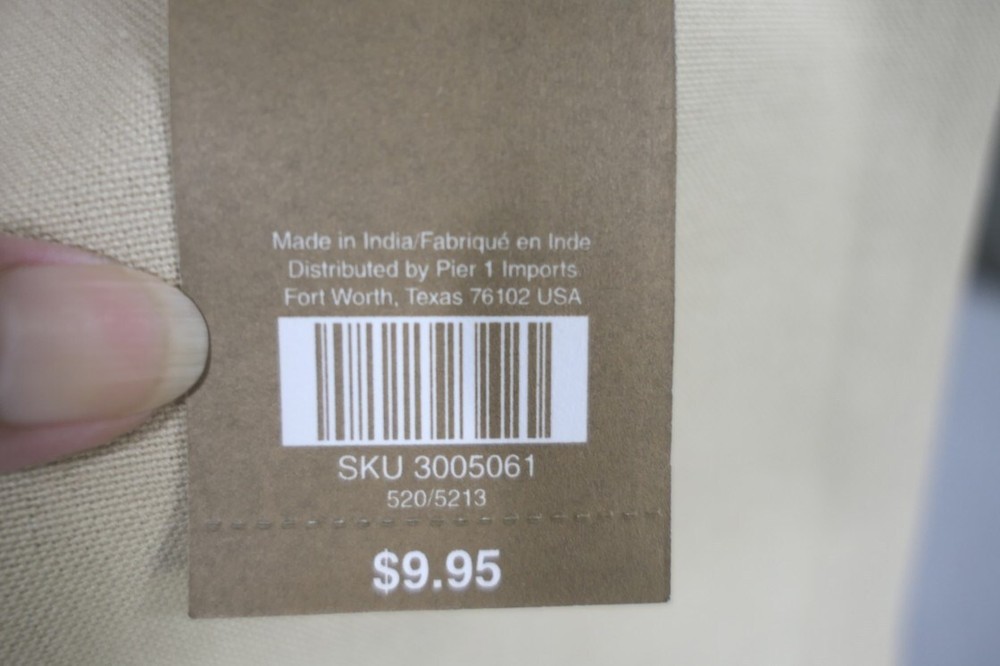 Made in India/Fabriqué en Inde
Distributed by Pier 1 Imports
Fort Worth, Texas 76102 USA
SKU 3005061
520/5213
$9.95